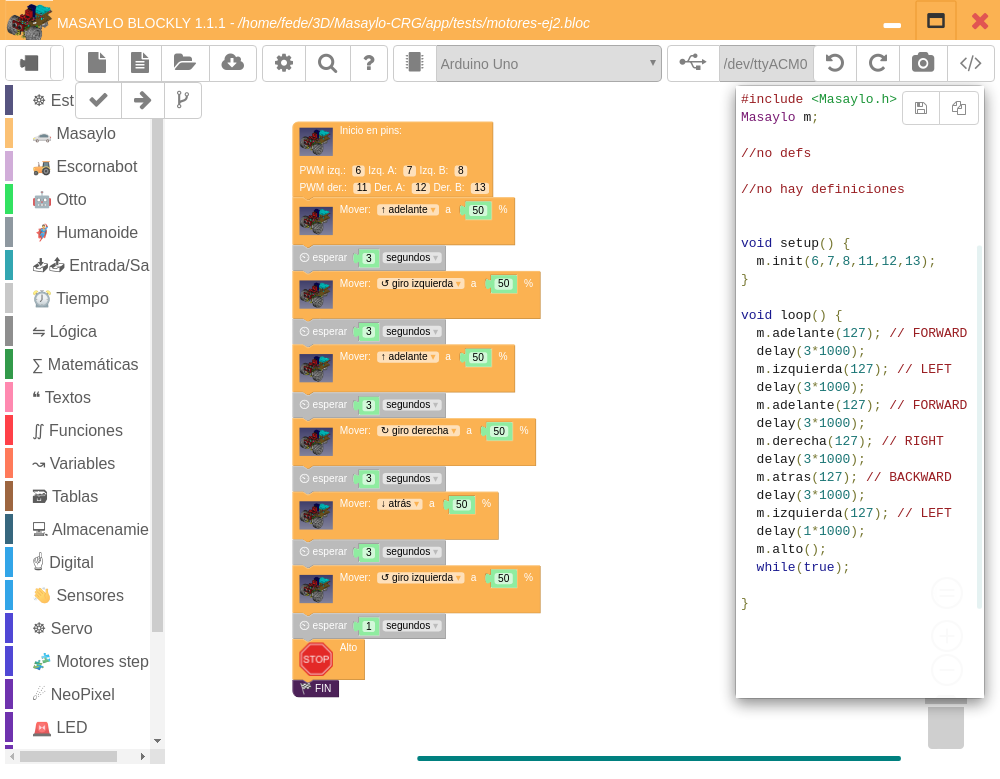 MASAYLO BLOCKLY 1.1.1 - /home/fede/3D/Masaylo-CRG/app/tests/motores-ej2.bloc
Arduino Uno
/dev/ttyACM0
Est
Masaylo
Escornabot
Otto
Humanoide
Entrada/Sa
Tiempo
Lógica
Matemáticas
Textos
Funciones
Variables
Tablas
Almacenamie
Digital
Sensores
Servo
Motores step
NeoPixel
LED
Inicio en pins:
PWM izq.: 6 Izq. A: 7 Izq. B: 8
PWM der.: 11 Der. A: 12 Der. B: 13
Mover: ↑ adelante a 50 %
esperar 3 segundos
Mover: ↺ giro izquierda a 50 %
esperar 3 segundos
Mover: ↑ adelante a 50 %
esperar 3 segundos
Mover: ↻ giro derecha a 50 %
esperar 3 segundos
Mover: ↓ atrás a 50 %
esperar 3 segundos
Mover: ↺ giro izquierda a 50 %
esperar 1 segundos
STOP Alto
FIN
#include <Masaylo.h>
Masaylo m;
//no defs
//no hay definiciones
void setup() {
m.init(6,7,8,11,12,13);
}
void loop() {
m.adelante(127); // FORWARD
delay(3*1000);
m.izquierda(127); // LEFT
delay(3*1000);
m.adelante(127); // FORWARD
delay(3*1000);
m.derecha(127); // RIGHT
delay(3*1000);
m.atras(127); // BACKWARD
delay(3*1000);
m.izquierda(127); // LEFT
delay(1*1000);
m.alto();
while(true);
}